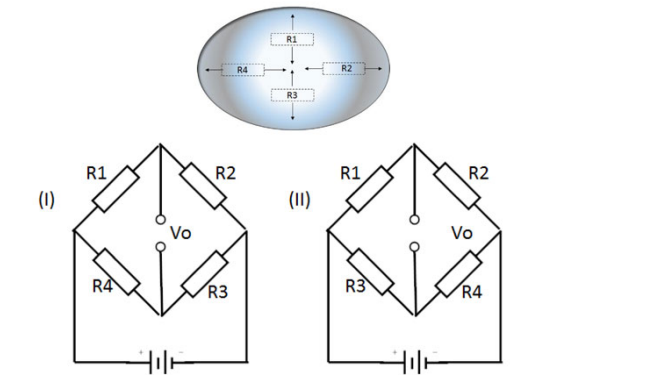 R1
R4 R2
R3
R1 R2 R1 R2
(I) (II)
Vo Vo
R4 R3 R3 R4
+ − + −